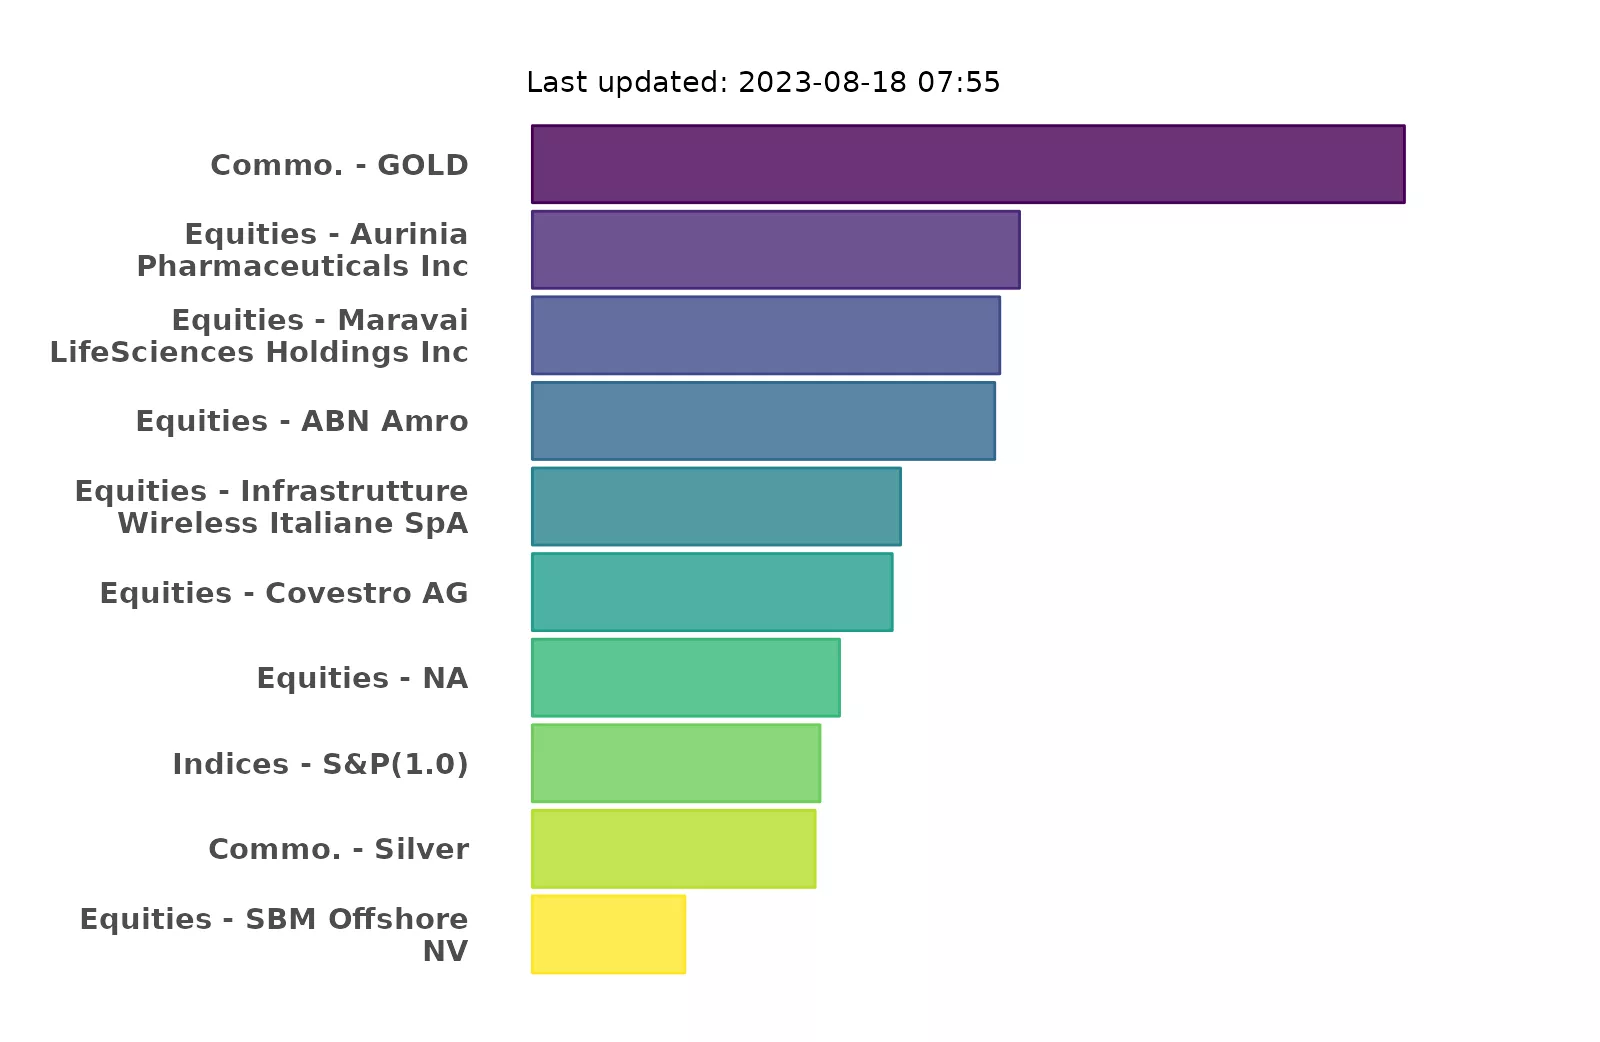 Last updated: 2023-08-18 07:55
Commo. - GOLD
Equities - Aurinia
Pharmaceuticals Inc
Equities - Maravai
LifeSciences Holdings Inc
Equities - ABN Amro
Equities - Infrastrutture
Wireless Italiane SpA
Equities - Covestro AG
Equities - NA
Indices - S&P(1.0)
Commo. - Silver
Equities - SBM Offshore
NV